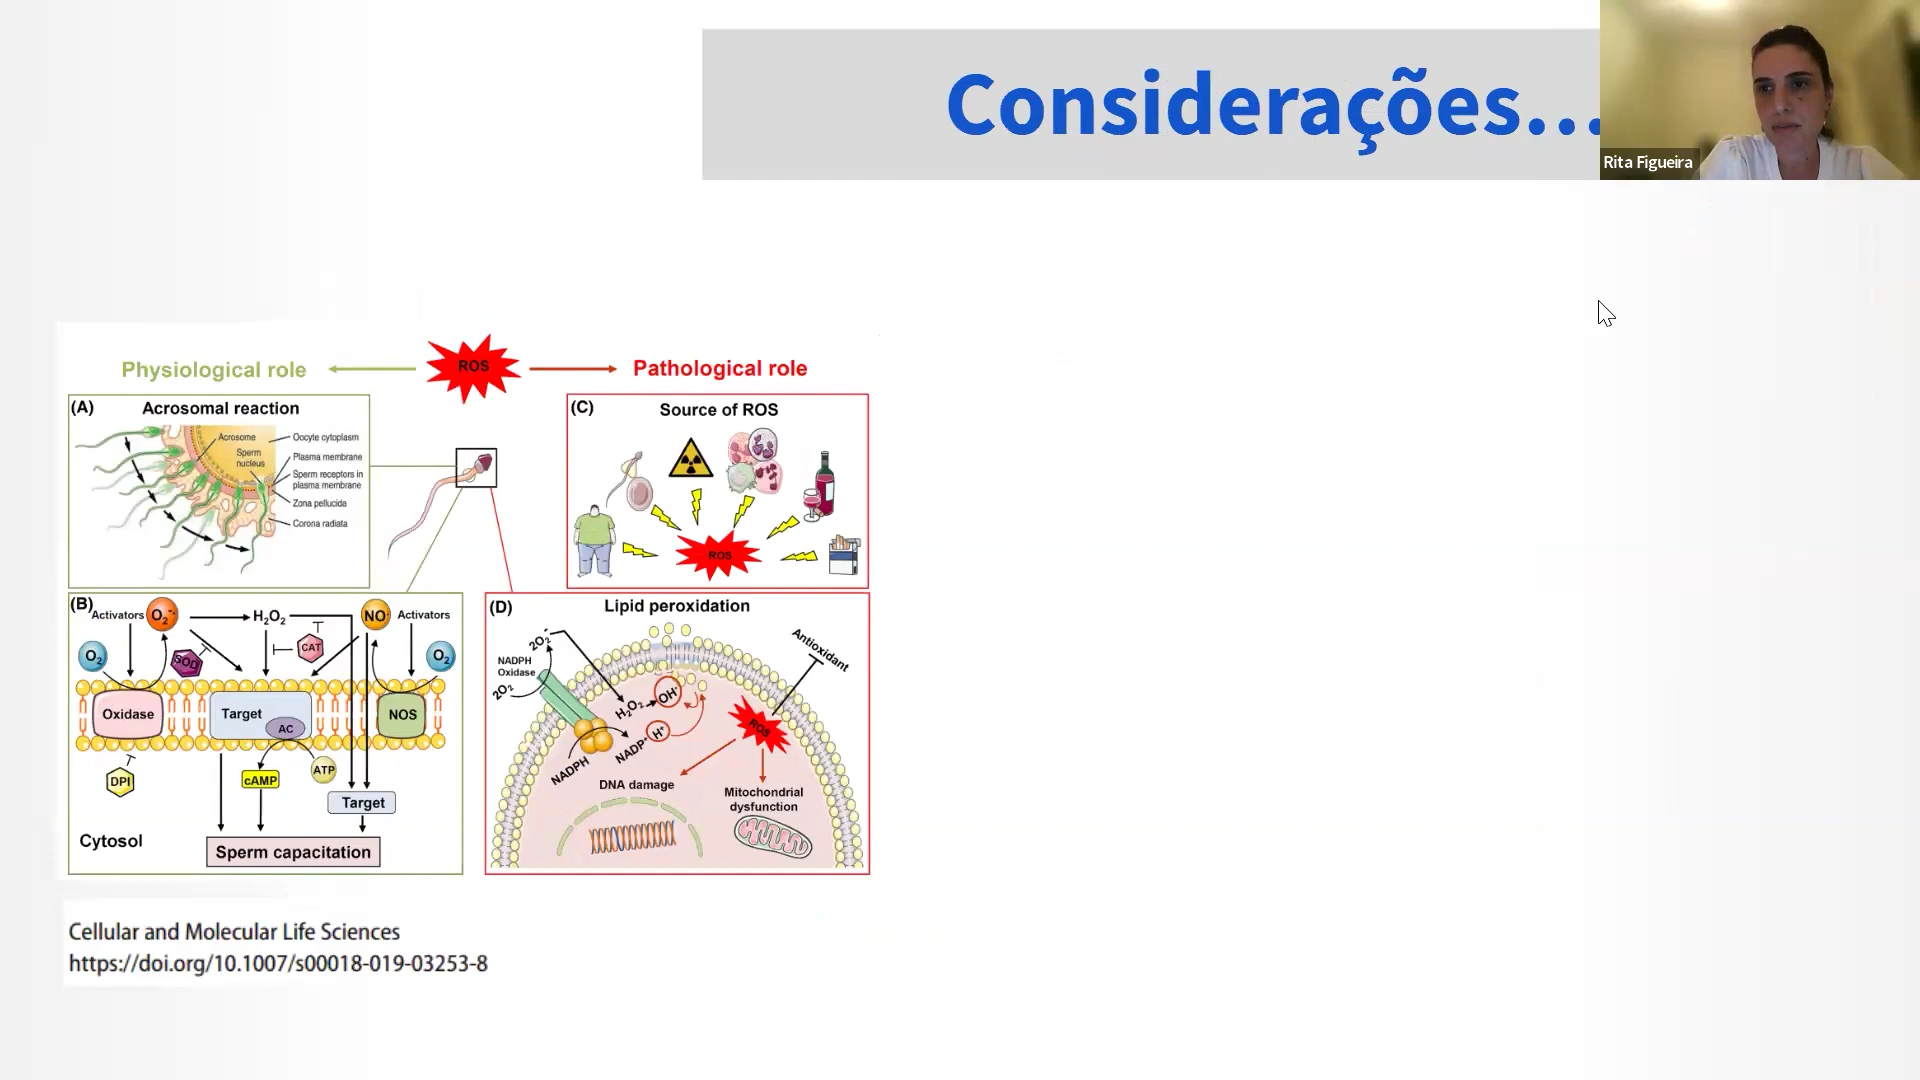 Considerações...
Rita Figueira
Physiological role
ROS
Pathological role
(A)
Acrosomal reaction
Acrosome
Sperm
nucleus
Oocyte cytoplasm
Plasma membrane
Sperm receptors in
plasma membrane
Zona pellucida
Corona radiata
(C)
Source of ROS
ROS
(B)
Activators
O₂•-
H₂O₂
NO
Activators
O₂
SOD
CAT
O₂
Oxidase
Target
AC
NOS
DPI
cAMP
ATP
Target
Cytosol
Sperm capacitation
(D)
Lipid peroxidation
2O₂-
NADPH
Oxidase
2O₂
H₂O₂
OH•
NADP+
H+
NADPH
ROS
Antioxidant
DNA damage
Mitochondrial
dysfunction
Cellular and Molecular Life Sciences
https://doi.org/10.1007/s00018-019-03253-8